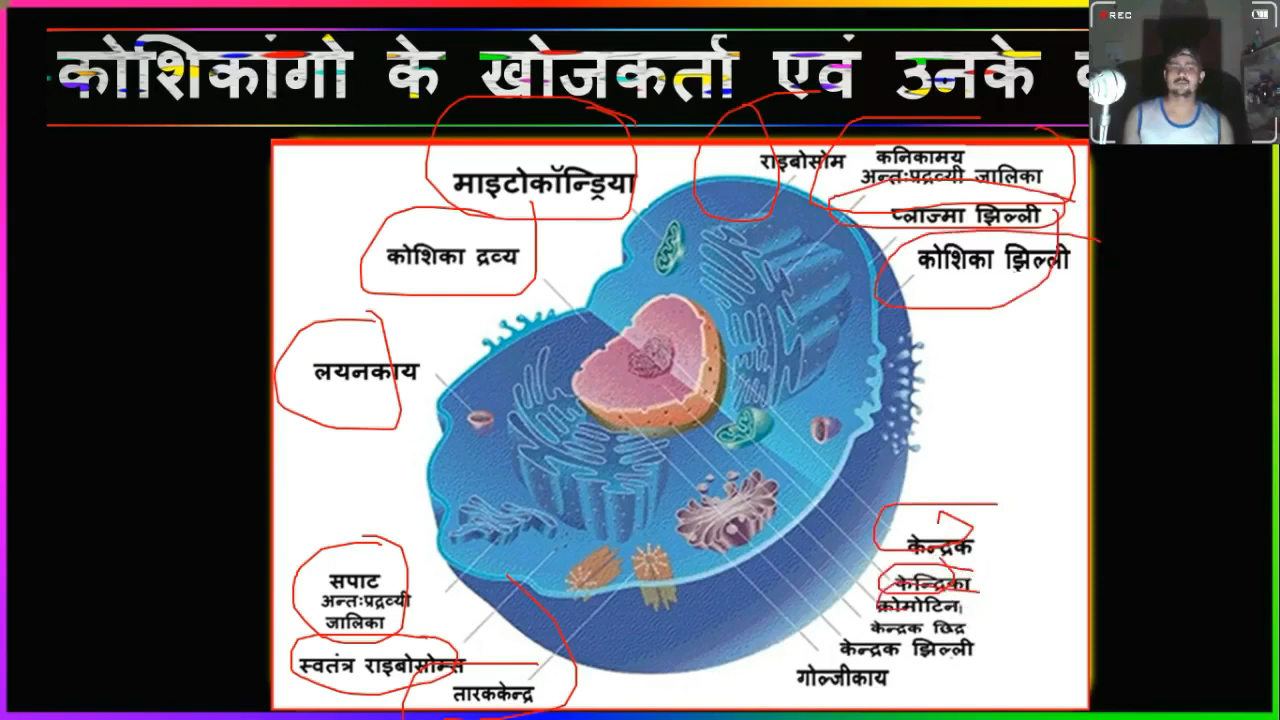 कोशिकांगो के खोजकर्ता एवं उनके
REC
माइटोकॉन्ड्रिया
राइबोसोम
कनिकामय
अन्तःप्रद्रव्यी जालिका
प्लाज्मा झिल्ली
कोशिका द्रव्य
कोशिका झिल्ली
लयनकाय
केन्द्रक
केन्द्रिका
क्रोमोटिन
केन्द्रक छिद्र
केन्द्रक झिल्ली
गोल्जीकाय
सपाट
अन्तःप्रद्रव्यी
जालिका
स्वतंत्र राइबोसोन्स
तारककेन्द्र